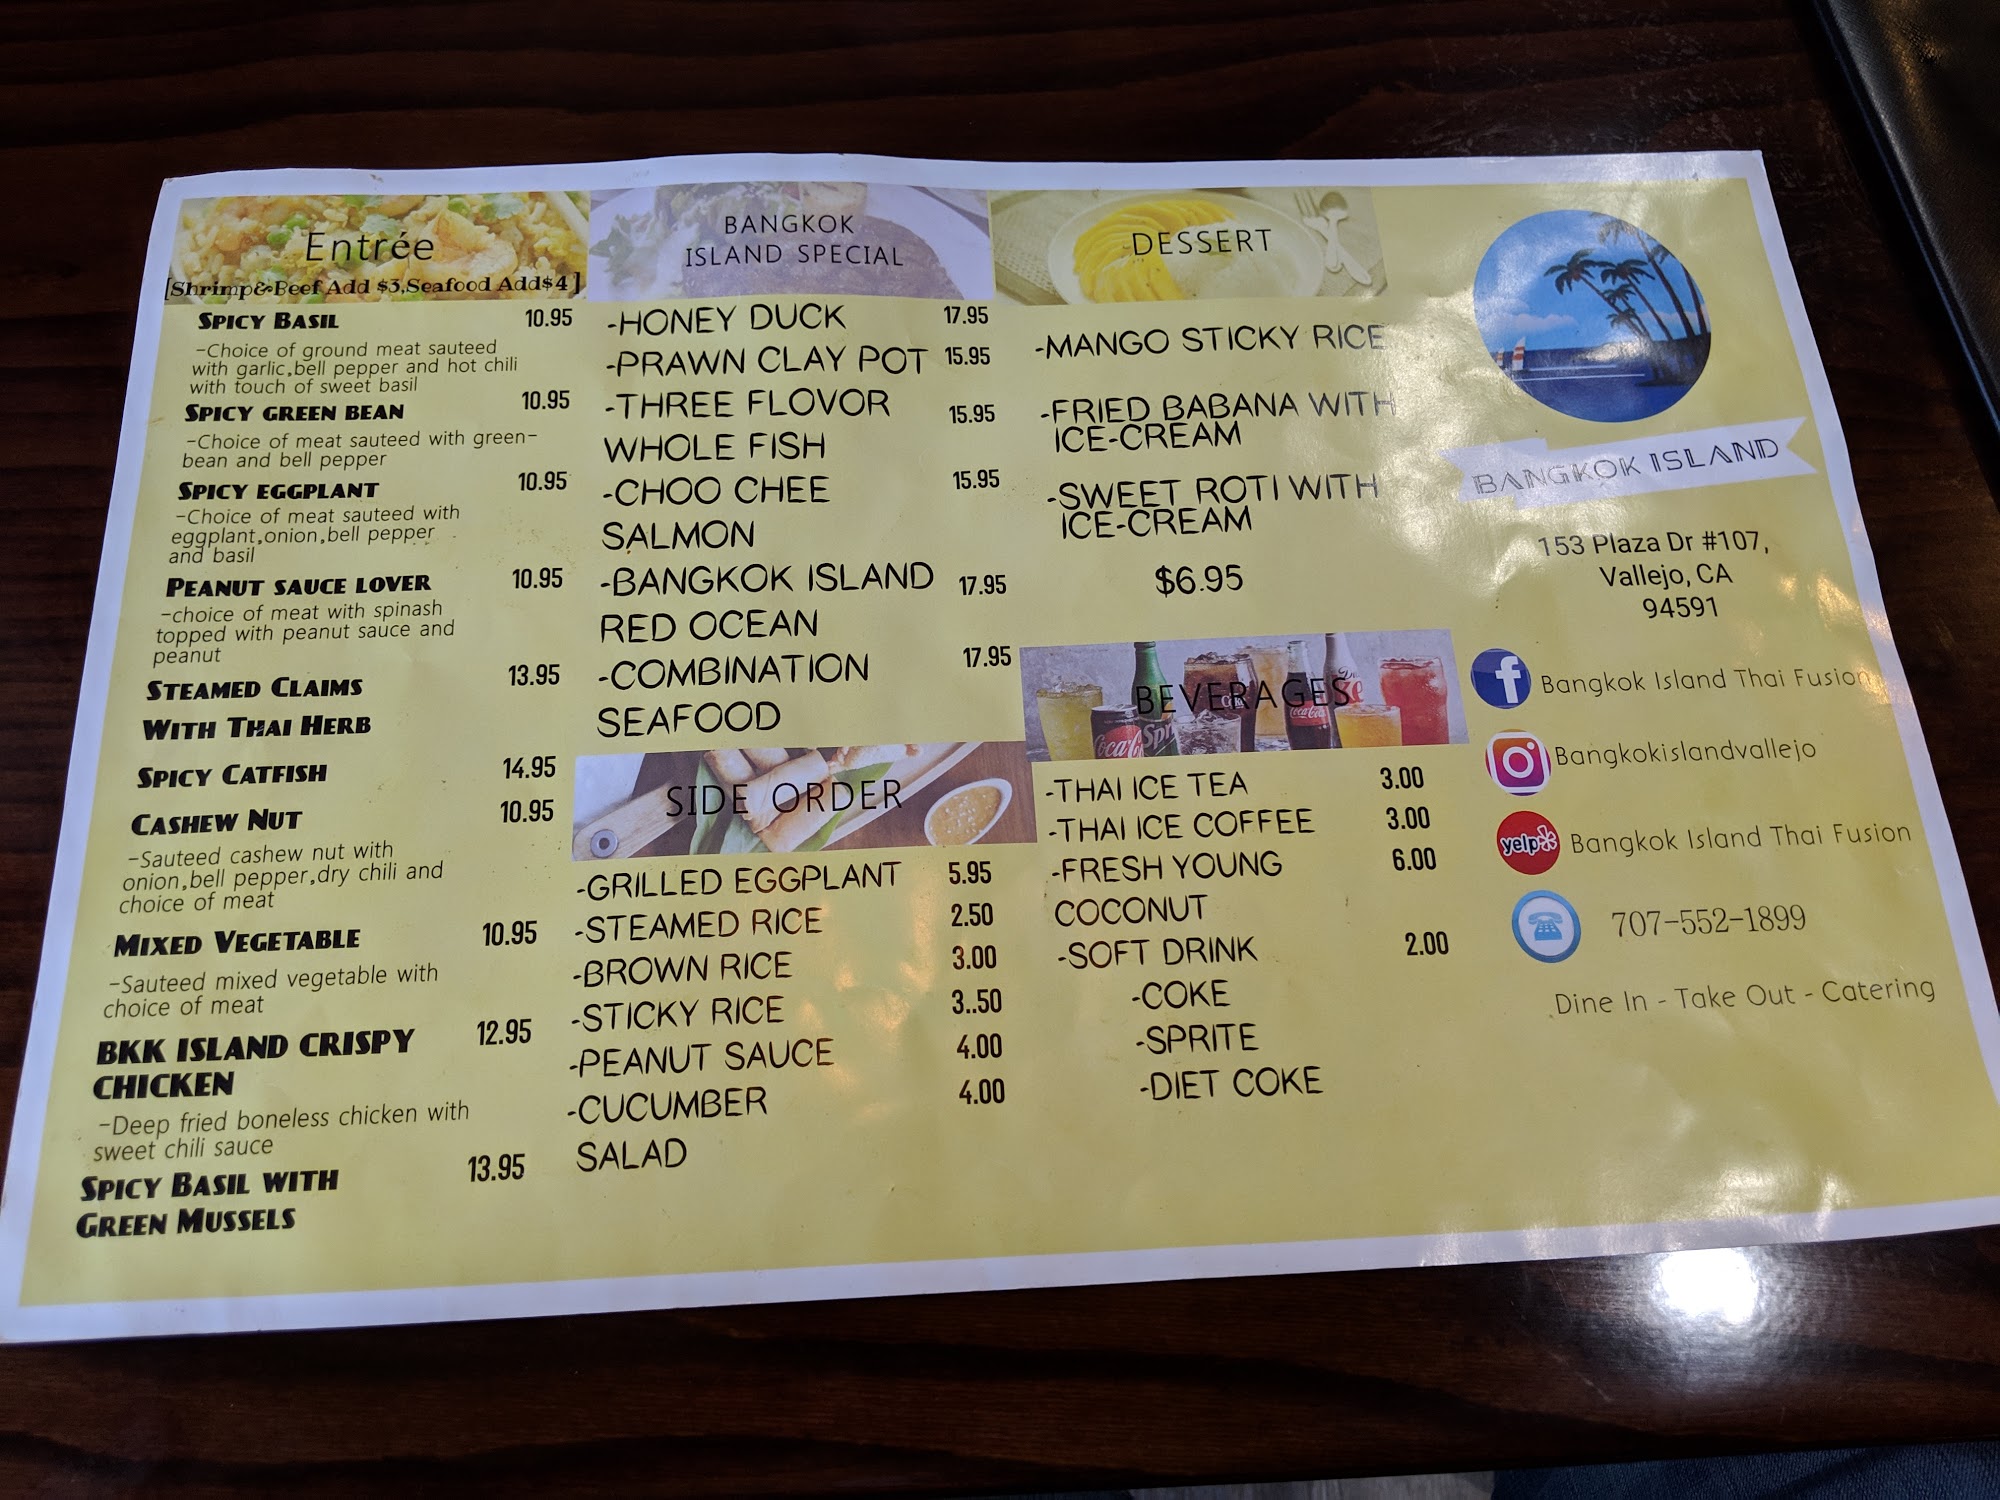 Entrée
[Shrimp&Beef Add $3,Seafood Add$4]
SPICY BASIL 10.95
-Choice of ground meat sauteed
with garlic,bell pepper and hot chili
with touch of sweet basil
SPICY GREEN BEAN 10.95
-Choice of meat sauteed with green-
bean and bell pepper
SPICY EGGPLANT 10.95
-Choice of meat sauteed with
eggplant,onion,bell pepper
and basil
PEANUT SAUCE LOVER 10.95
-choice of meat with spinash
topped with peanut sauce and
peanut
STEAMED CLAIMS 13.95
WITH THAI HERB
SPICY CATFISH 14.95
CASHEW NUT 10.95
-Sauteed cashew nut with
onion,bell pepper,dry chili and
choice of meat
MIXED VEGETABLE 10.95
-Sauteed mixed vegetable with
choice of meat
BKK ISLAND CRISPY 12.95
CHICKEN
-Deep fried boneless chicken with
sweet chili sauce
SPICY BASIL WITH 13.95
GREEN MUSSELS
BANGKOK
ISLAND SPECIAL
-HONEY DUCK 17.95
-PRAWN CLAY POT 15.95
-THREE FLOVOR 15.95
WHOLE FISH
-CHOO CHEE 15.95
SALMON
-BANGKOK ISLAND 17.95
RED OCEAN
-COMBINATION 17.95
SEAFOOD
SIDE ORDER
-GRILLED EGGPLANT 5.95
-STEAMED RICE 2.50
-BROWN RICE 3.00
-STICKY RICE 3..50
-PEANUT SAUCE 4.00
-CUCUMBER 4.00
SALAD
DESSERT
-MANGO STICKY RICE
-FRIED BABANA WITH
ICE-CREAM
-SWEET ROTI WITH
ICE-CREAM
$6.95
BEVERAGES
Coca-Cola
Spr
Coke
Coca-Cola
-THAI ICE TEA 3.00
-THAI ICE COFFEE 3.00
-FRESH YOUNG 6.00
COCONUT
-SOFT DRINK 2.00
-COKE
-SPRITE
-DIET COKE
BANGKOK ISLAND
153 Plaza Dr #107,
Vallejo, CA
94591
f Bangkok Island Thai Fusion
Bangkokislandvallejo
yelp Bangkok Island Thai Fusion
707-552-1899
Dine In - Take Out - Catering